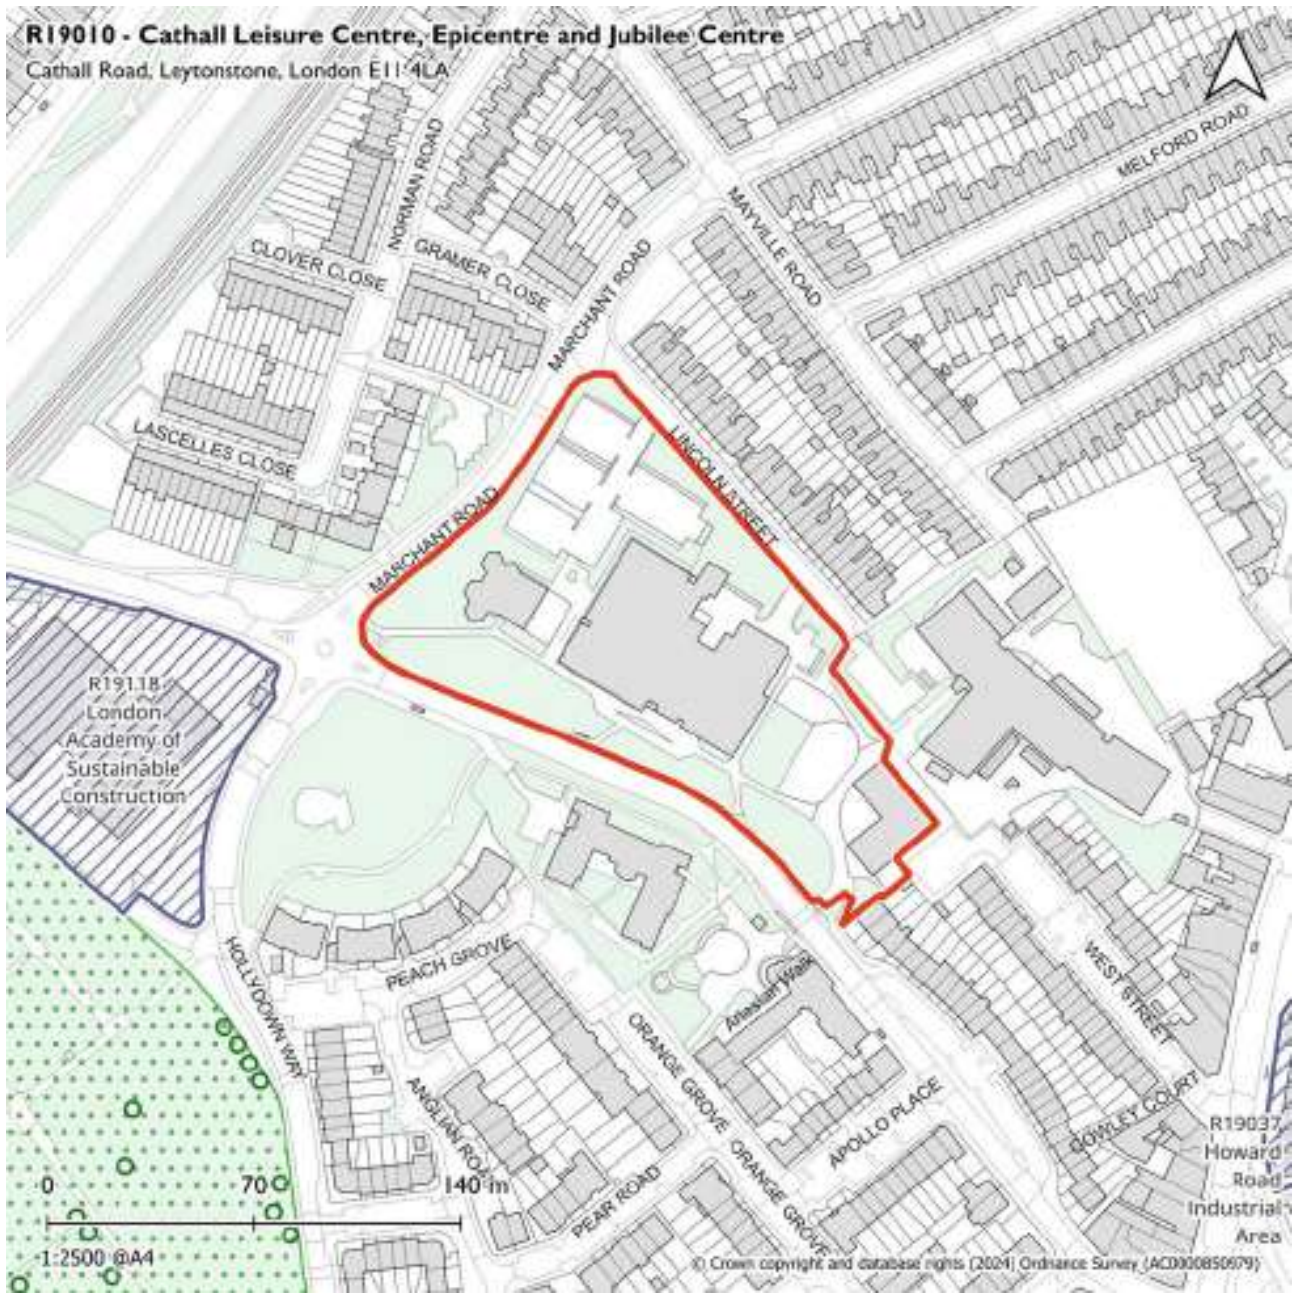 R19010 - Cathall Leisure Centre, Epicentre and Jubilee Centre
Cathall Road, Leytonstone, London E11 4LA
MELFORD ROAD
NORMAN ROAD
MAYVILLE ROAD
CLOVER CLOSE
GRAMER CLOSE
MARCHANT ROAD
LASCELLES CLOSE
LINCOLN STREET
MARCHANT ROAD
R19118
London
Academy of
Sustainable
Construction
HOLLYDOWN WAY
PEACH GROVE
WEST STREET
ORANGE GROVE
ANGLIAN ROAD
APOLLO PLACE
COWLEY COURT
ORANGE GROVE
PEAR ROAD
R19037
Howard
Road
Industrial
Area
0 70 140 m
1:2500 @A4
© Crown copyright and database rights (2024) Ordnance Survey (AC0000850979)